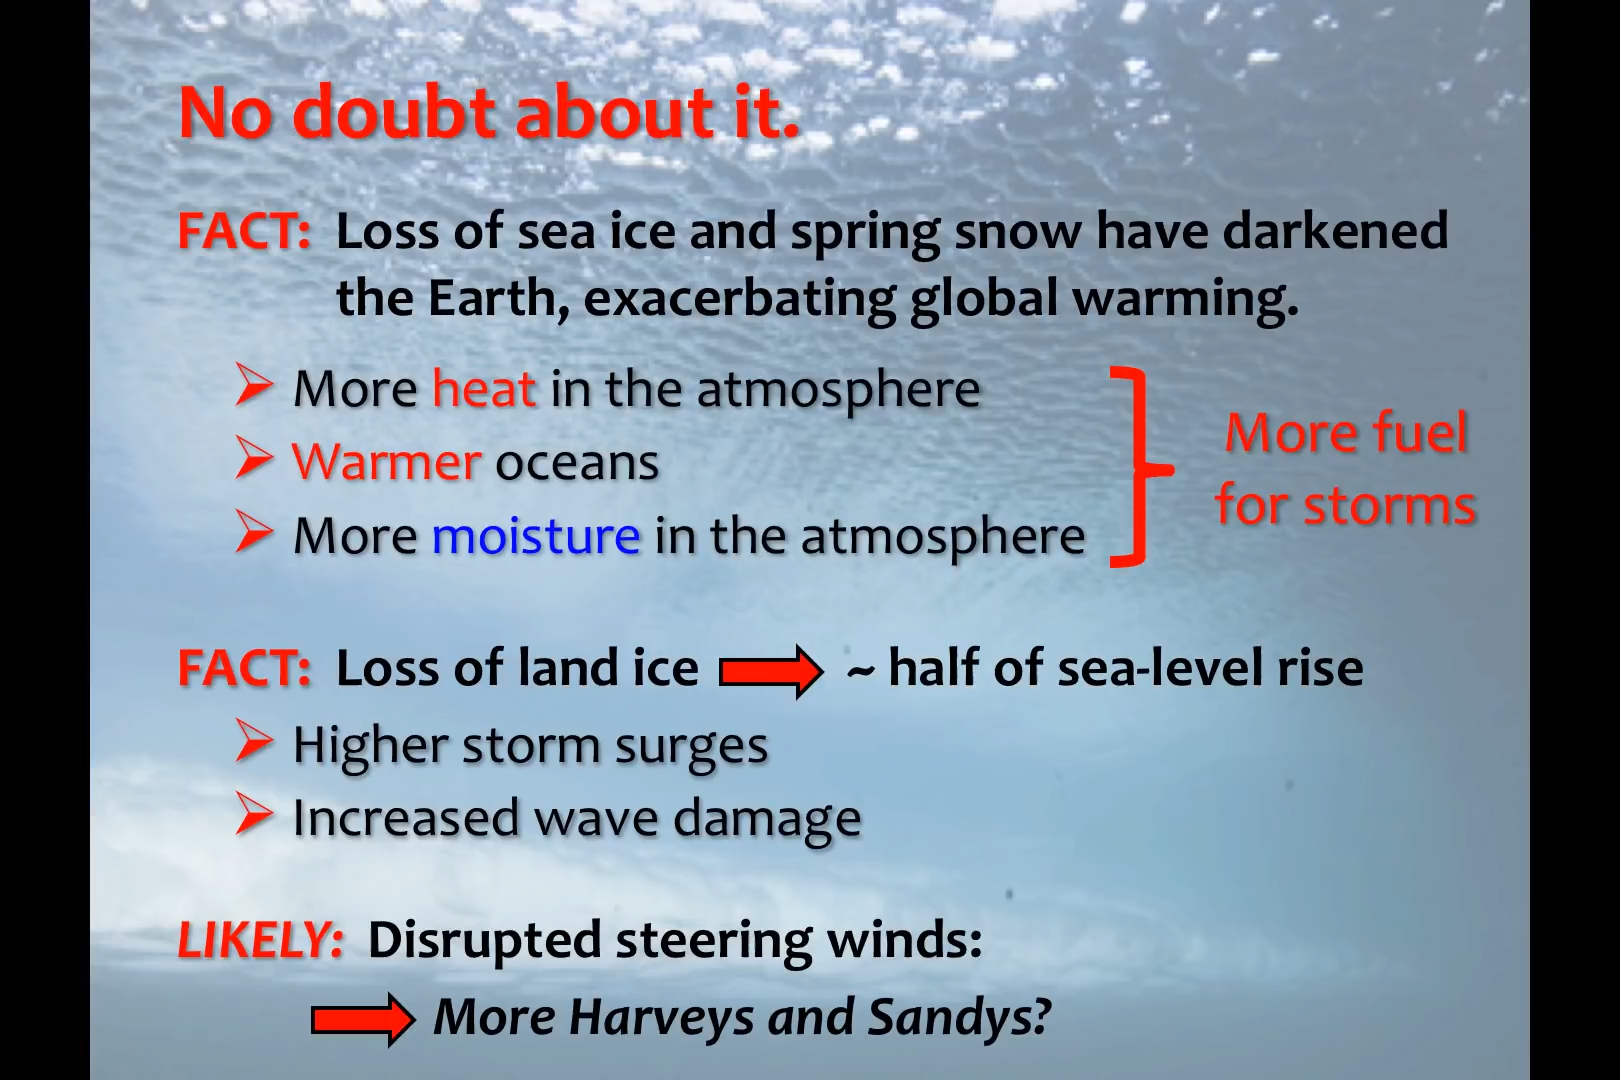 No doubt about it.
FACT: Loss of sea ice and spring snow have darkened
the Earth, exacerbating global warming.
More heat in the atmosphere
Warmer oceans
More moisture in the atmosphere
More fuel
for storms
FACT: Loss of land ice ~ half of sea-level rise
Higher storm surges
Increased wave damage
LIKELY: Disrupted steering winds:
More Harveys and Sandys?